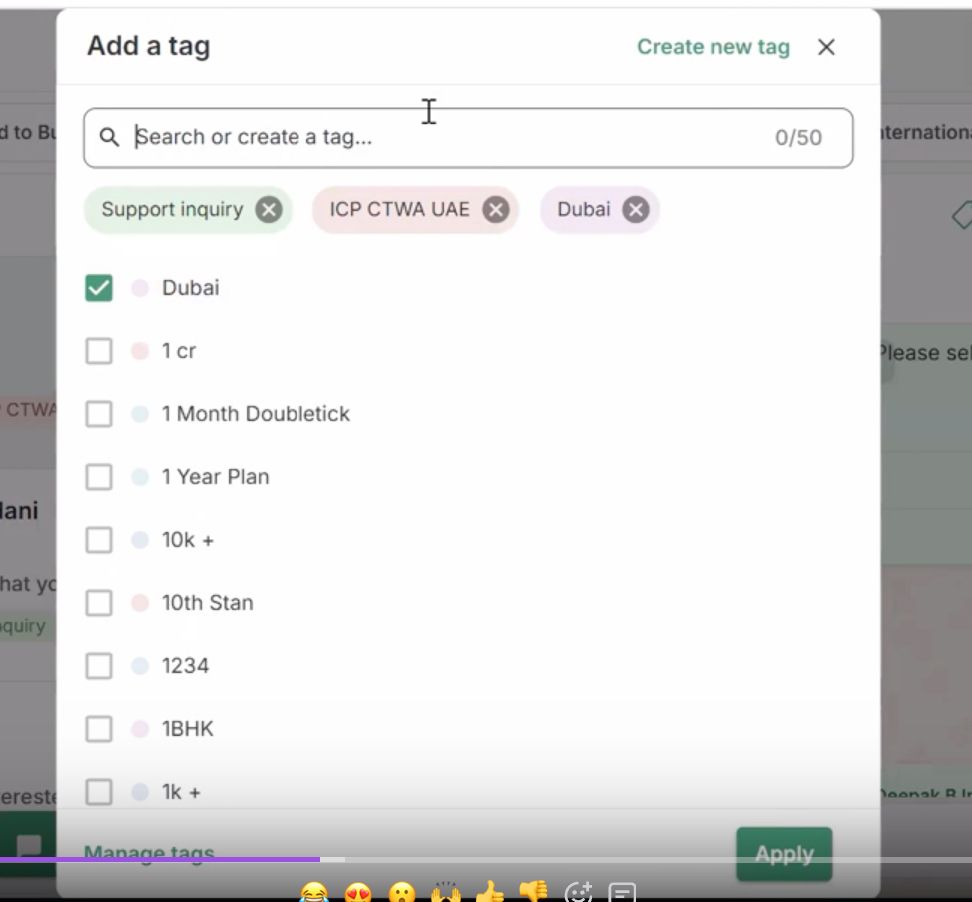 Add a tag
Create new tag
Search or create a tag...
0/50
Support inquiry
ICP CTWA UAE
Dubai
Dubai
1 cr
1 Month Doubletick
1 Year Plan
10k +
10th Stan
1234
1BHK
1k +
Manage tags
Apply
d to Bu
nternationa
Please sel
CTWA
lani
hat yo
quiry
ereste
Deepak B In